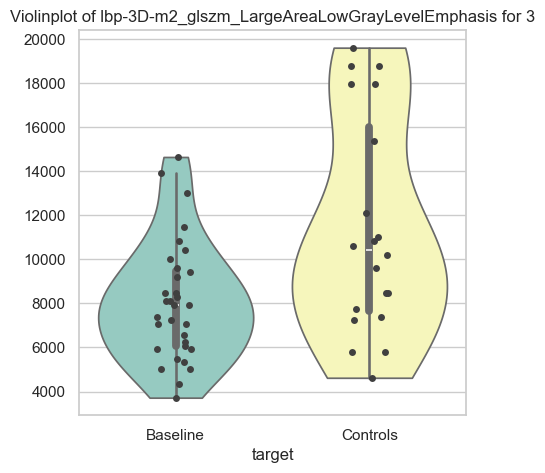 Violinplot of lbp-3D-m2_glszm_LargeAreaLowGrayLevelEmphasis for 3
20000
18000
16000
14000
12000
10000
8000
6000
4000
Baseline
Controls
target